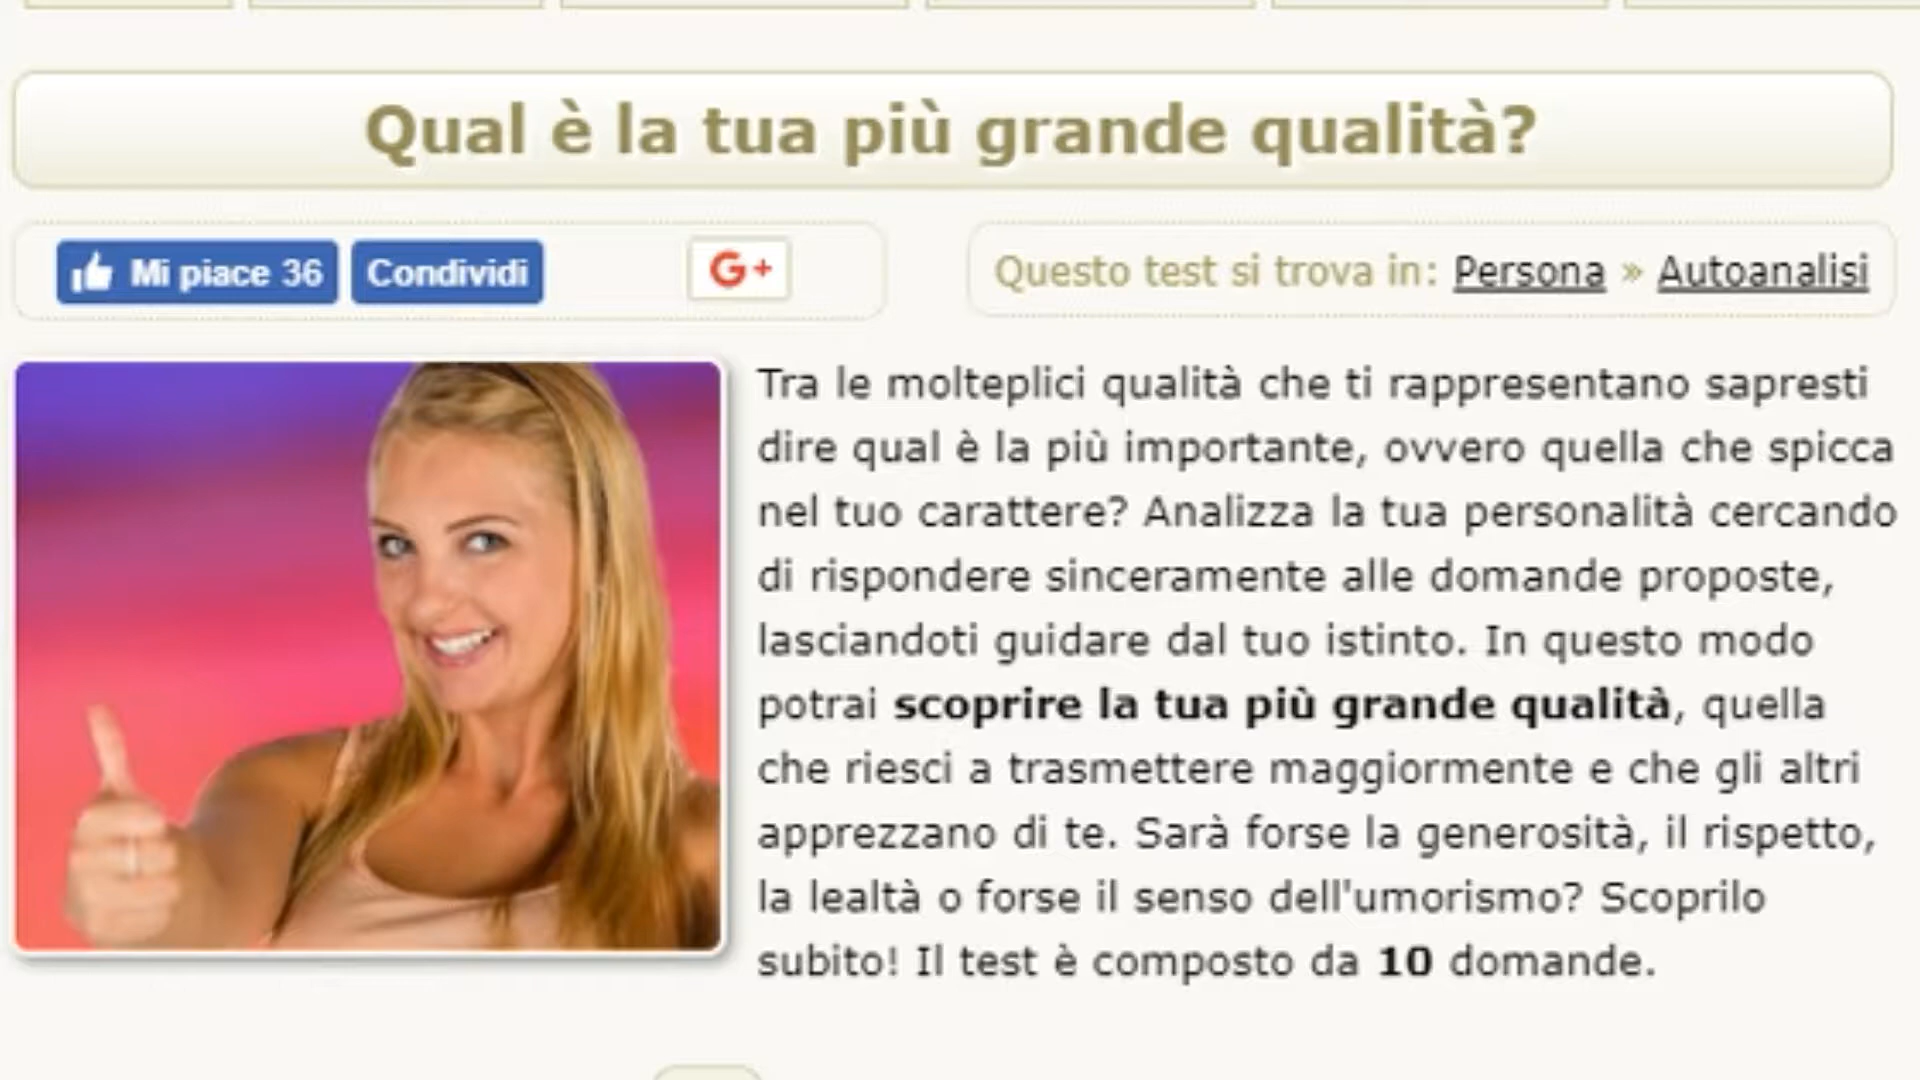 Qual è la tua più grande qualità?
Mi piace 36 Condividi G+
Questo test si trova in: Persona » Autoanalisi
Tra le molteplici qualità che ti rappresentano sapresti
dire qual è la più importante, ovvero quella che spicca
nel tuo carattere? Analizza la tua personalità cercando
di rispondere sinceramente alle domande proposte,
lasciandoti guidare dal tuo istinto. In questo modo
potrai scoprire la tua più grande qualità, quella
che riesci a trasmettere maggiormente e che gli altri
apprezzano di te. Sarà forse la generosità, il rispetto,
la lealtà o forse il senso dell'umorismo? Scoprilo
subito! Il test è composto da 10 domande.